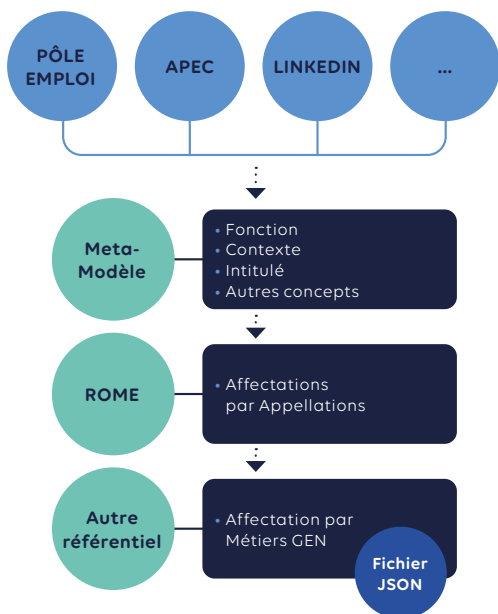 PÔLE
EMPLOI
APEC
LINKEDIN
...
Meta-
Modèle
• Fonction
• Contexte
• Intitulé
• Autres concepts
ROME
• Affectations
par Appellations
Autre
référentiel
• Affectation par
Métiers GEN
Fichier
JSON